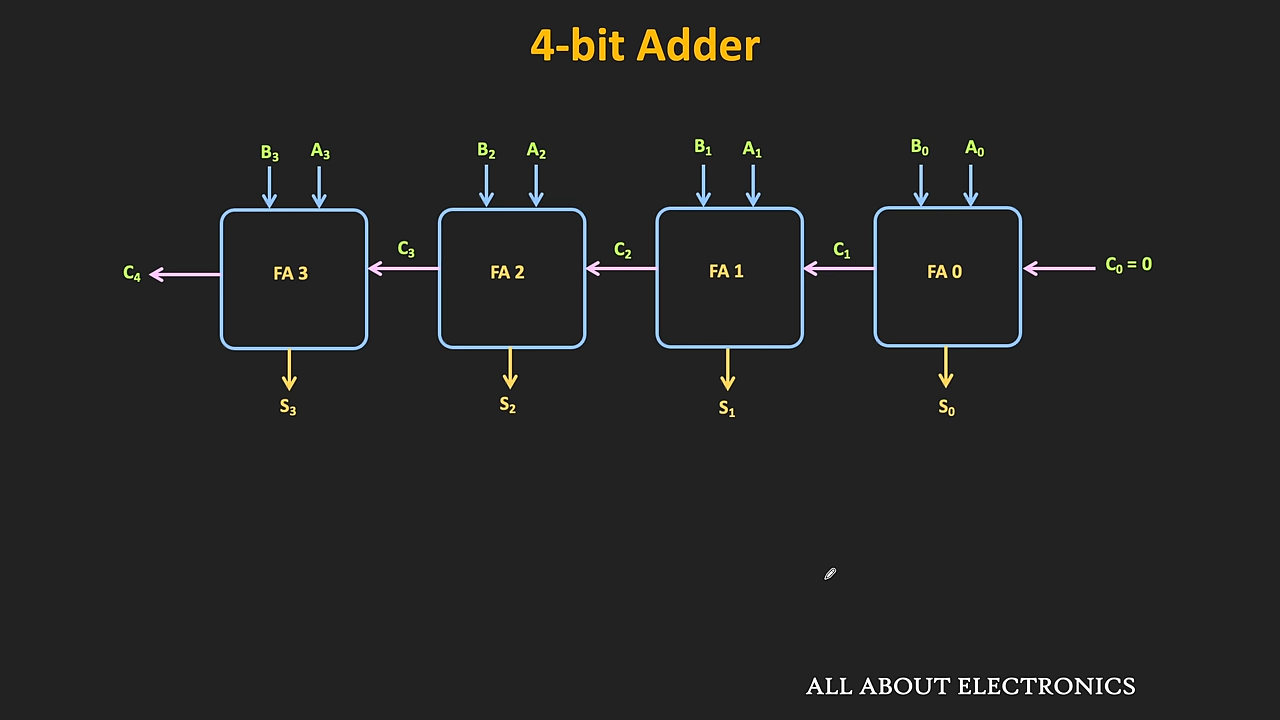 4-bit Adder
B₃ A₃ B₂ A₂ B₁ A₁ B₀ A₀
C₄ FA 3 C₃ FA 2 C₂ FA 1 C₁ FA 0 C₀ = 0
S₃ S₂ S₁ S₀
ALL ABOUT ELECTRONICS